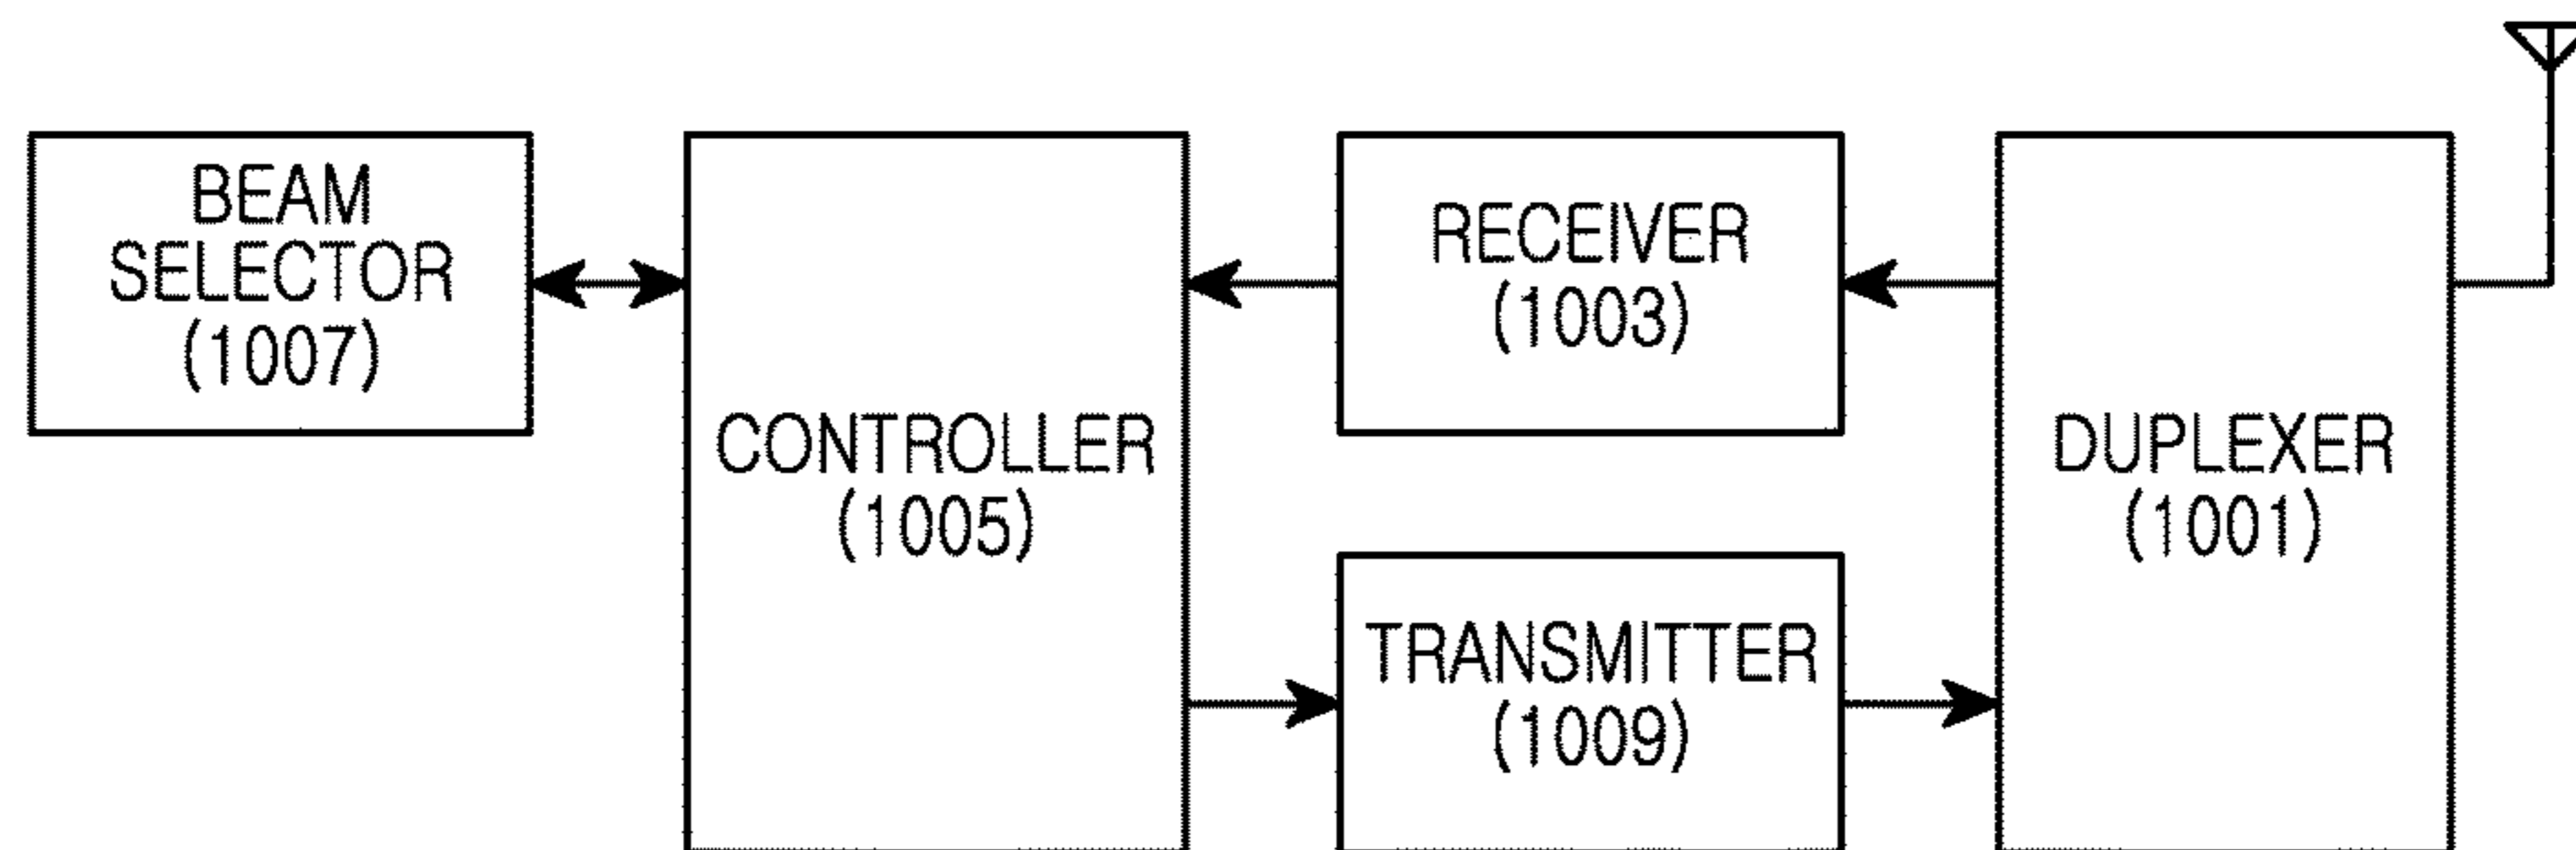 BEAM
SELECTOR
(1007)
CONTROLLER
(1005)
RECEIVER
(1003)
TRANSMITTER
(1009)
DUPLEXER
(1001)